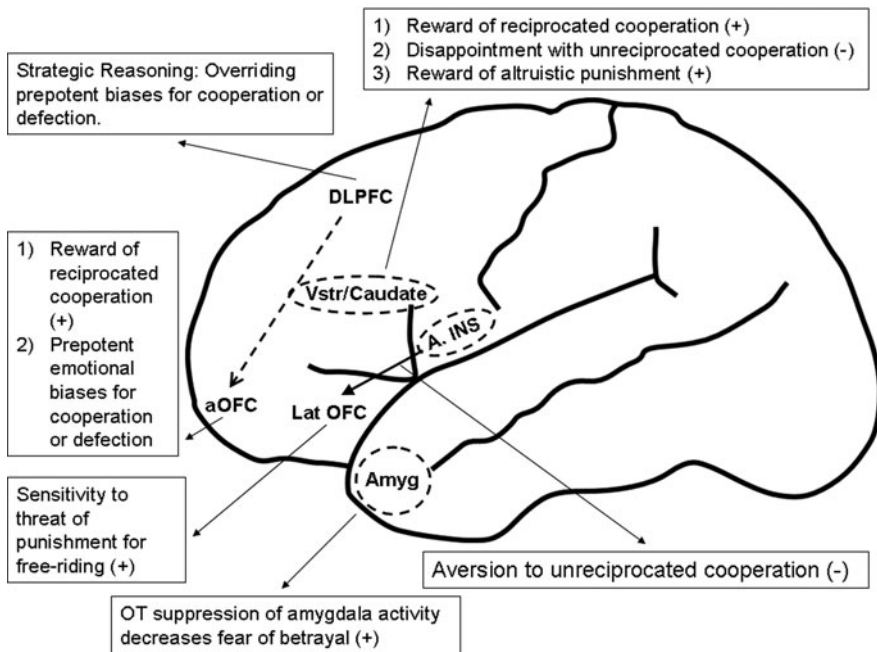 1) Reward of reciprocated cooperation (+)
2) Disappointment with unreciprocated cooperation (-)
3) Reward of altruistic punishment (+)
Strategic Reasoning: Overriding
prepotent biases for cooperation or
defection.
DLPFC
1) Reward of
reciprocated
cooperation
(+)
2) Prepotent
emotional
biases for
cooperation
or defection
Vstr/Caudate
A. INS
aOFC
Lat OFC
Amyg
Sensitivity to
threat of
punishment for
free-riding (+)
Aversion to unreciprocated cooperation (-)
OT suppression of amygdala activity
decreases fear of betrayal (+)